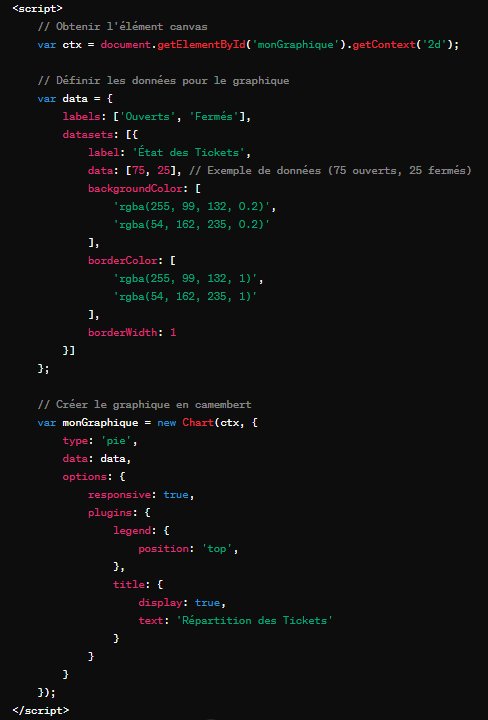 <script>
    // Obtenir l'élément canvas
    var ctx = document.getElementById('monGraphique').getContext('2d');

    // Définir les données pour le graphique
    var data = {
        labels: ['Ouverts', 'Fermés'],
        datasets: [{
            label: 'État des Tickets',
            data: [75, 25], // Exemple de données (75 ouverts, 25 fermés)
            backgroundColor: [
                'rgba(255, 99, 132, 0.2)',
                'rgba(54, 162, 235, 0.2)'
            ],
            borderColor: [
                'rgba(255, 99, 132, 1)',
                'rgba(54, 162, 235, 1)'
            ],
            borderWidth: 1
        }]
    };

    // Créer le graphique en camembert
    var monGraphique = new Chart(ctx, {
        type: 'pie',
        data: data,
        options: {
            responsive: true,
            plugins: {
                legend: {
                    position: 'top',
                },
                title: {
                    display: true,
                    text: 'Répartition des Tickets'
                }
            }
        }
    });
</script>